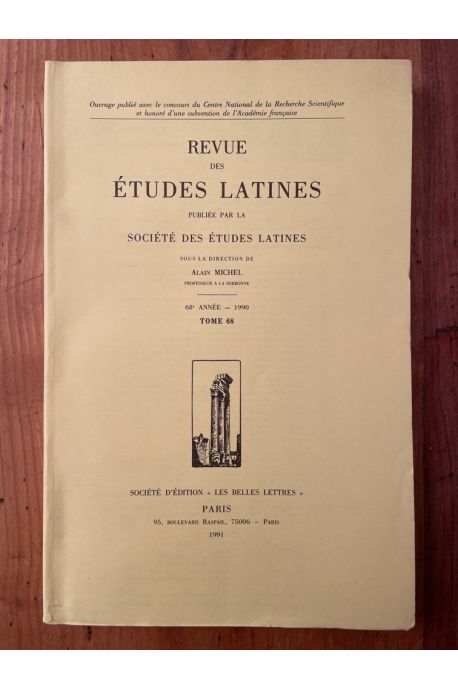 Ouvrage publié avec le concours du Centre National de la Recherche Scientifique
et honoré d'une subvention de l'Académie française
REVUE
DES
ÉTUDES LATINES
PUBLIÉE PAR LA
SOCIÉTÉ DES ÉTUDES LATINES
SOUS LA DIRECTION DE
ALAIN MICHEL
PROFESSEUR A LA SORBONNE
68e ANNÉE — 1990
TOME 68
SOCIÉTÉ D'ÉDITION « LES BELLES LETTRES »
PARIS
95, BOULEVARD RASPAIL, 75006 – PARIS
1991